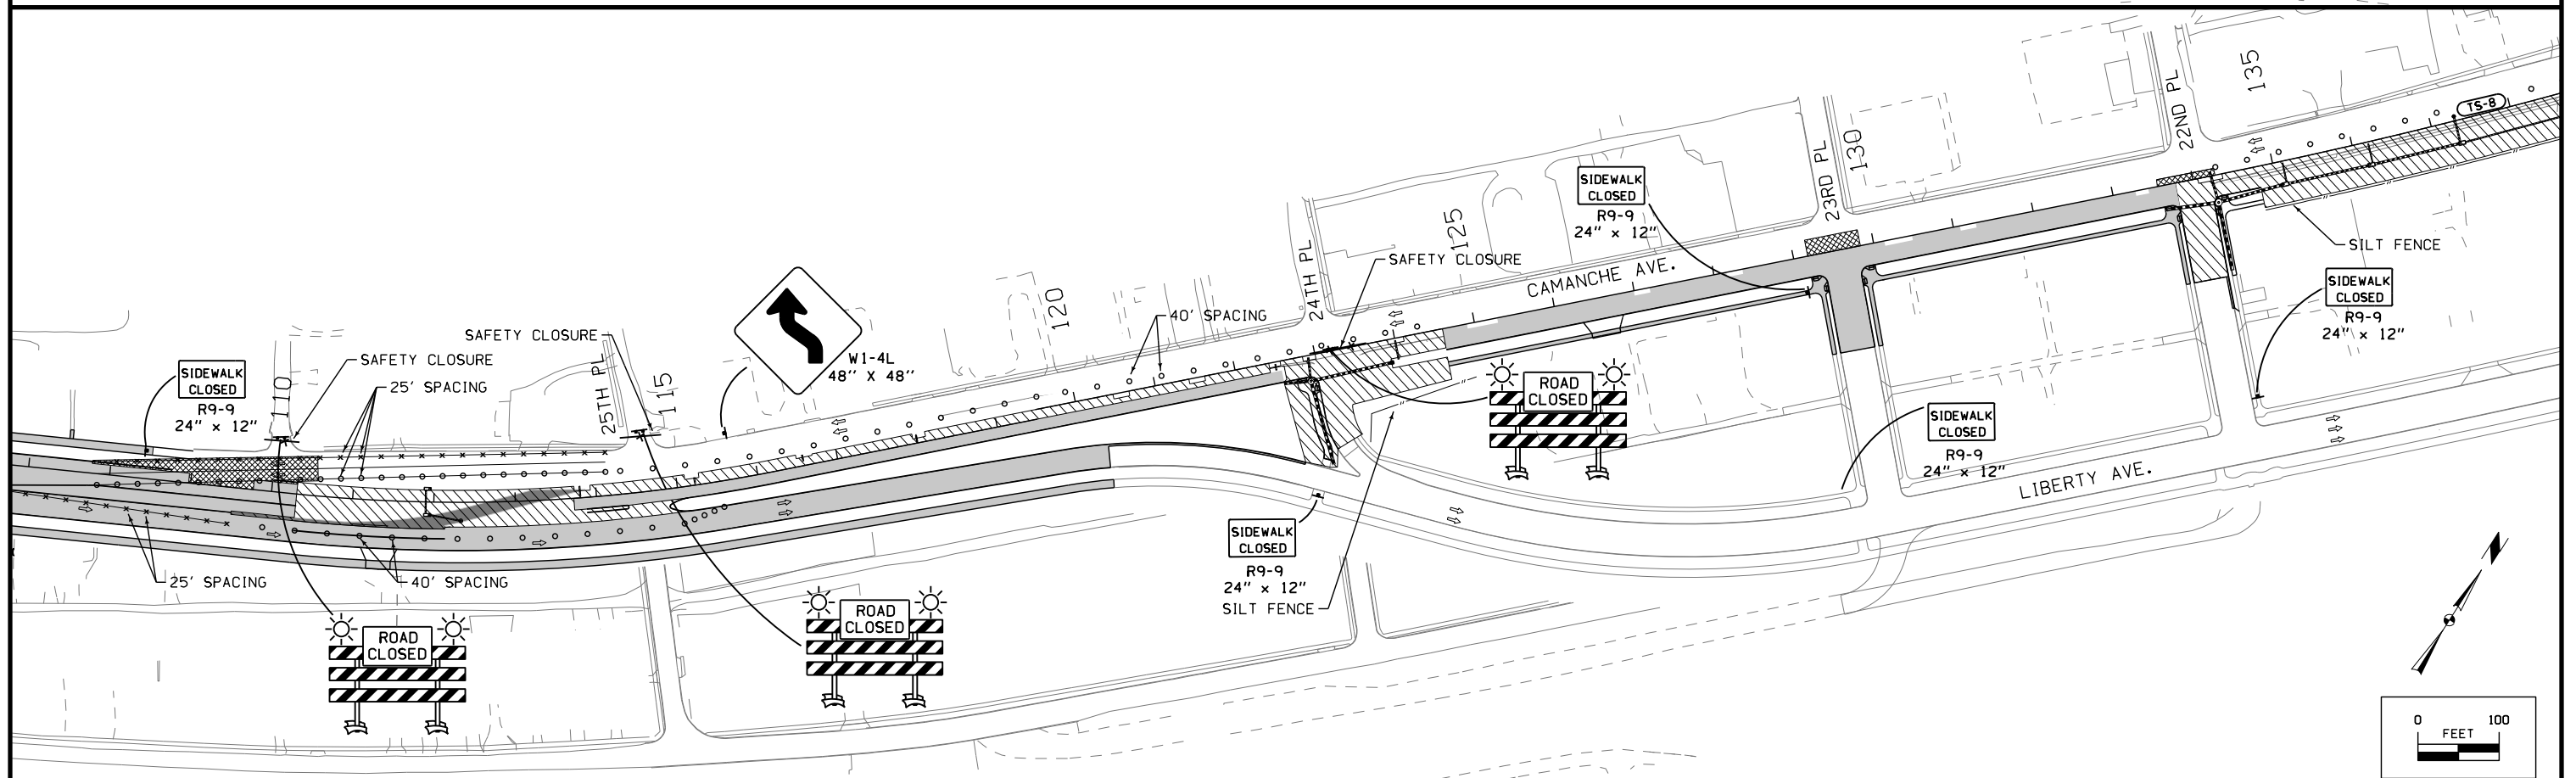 TS-8
135
22ND PL
130
23RD PL
SIDEWALK
CLOSED
R9-9
24" x 12"
125
24TH PL
SAFETY CLOSURE
CAMANCHE AVE.
SILT FENCE
SIDEWALK
CLOSED
R9-9
24" x 12"
120
40' SPACING
W1-4L
48" X 48"
SAFETY CLOSURE
25TH PL
115
SAFETY CLOSURE
25' SPACING
110
SIDEWALK
CLOSED
R9-9
24" x 12"
ROAD
CLOSED
SIDEWALK
CLOSED
R9-9
24" x 12"
LIBERTY AVE.
SIDEWALK
CLOSED
R9-9
24" x 12"
SILT FENCE
25' SPACING
40' SPACING
ROAD
CLOSED
ROAD
CLOSED
0 100
FEET